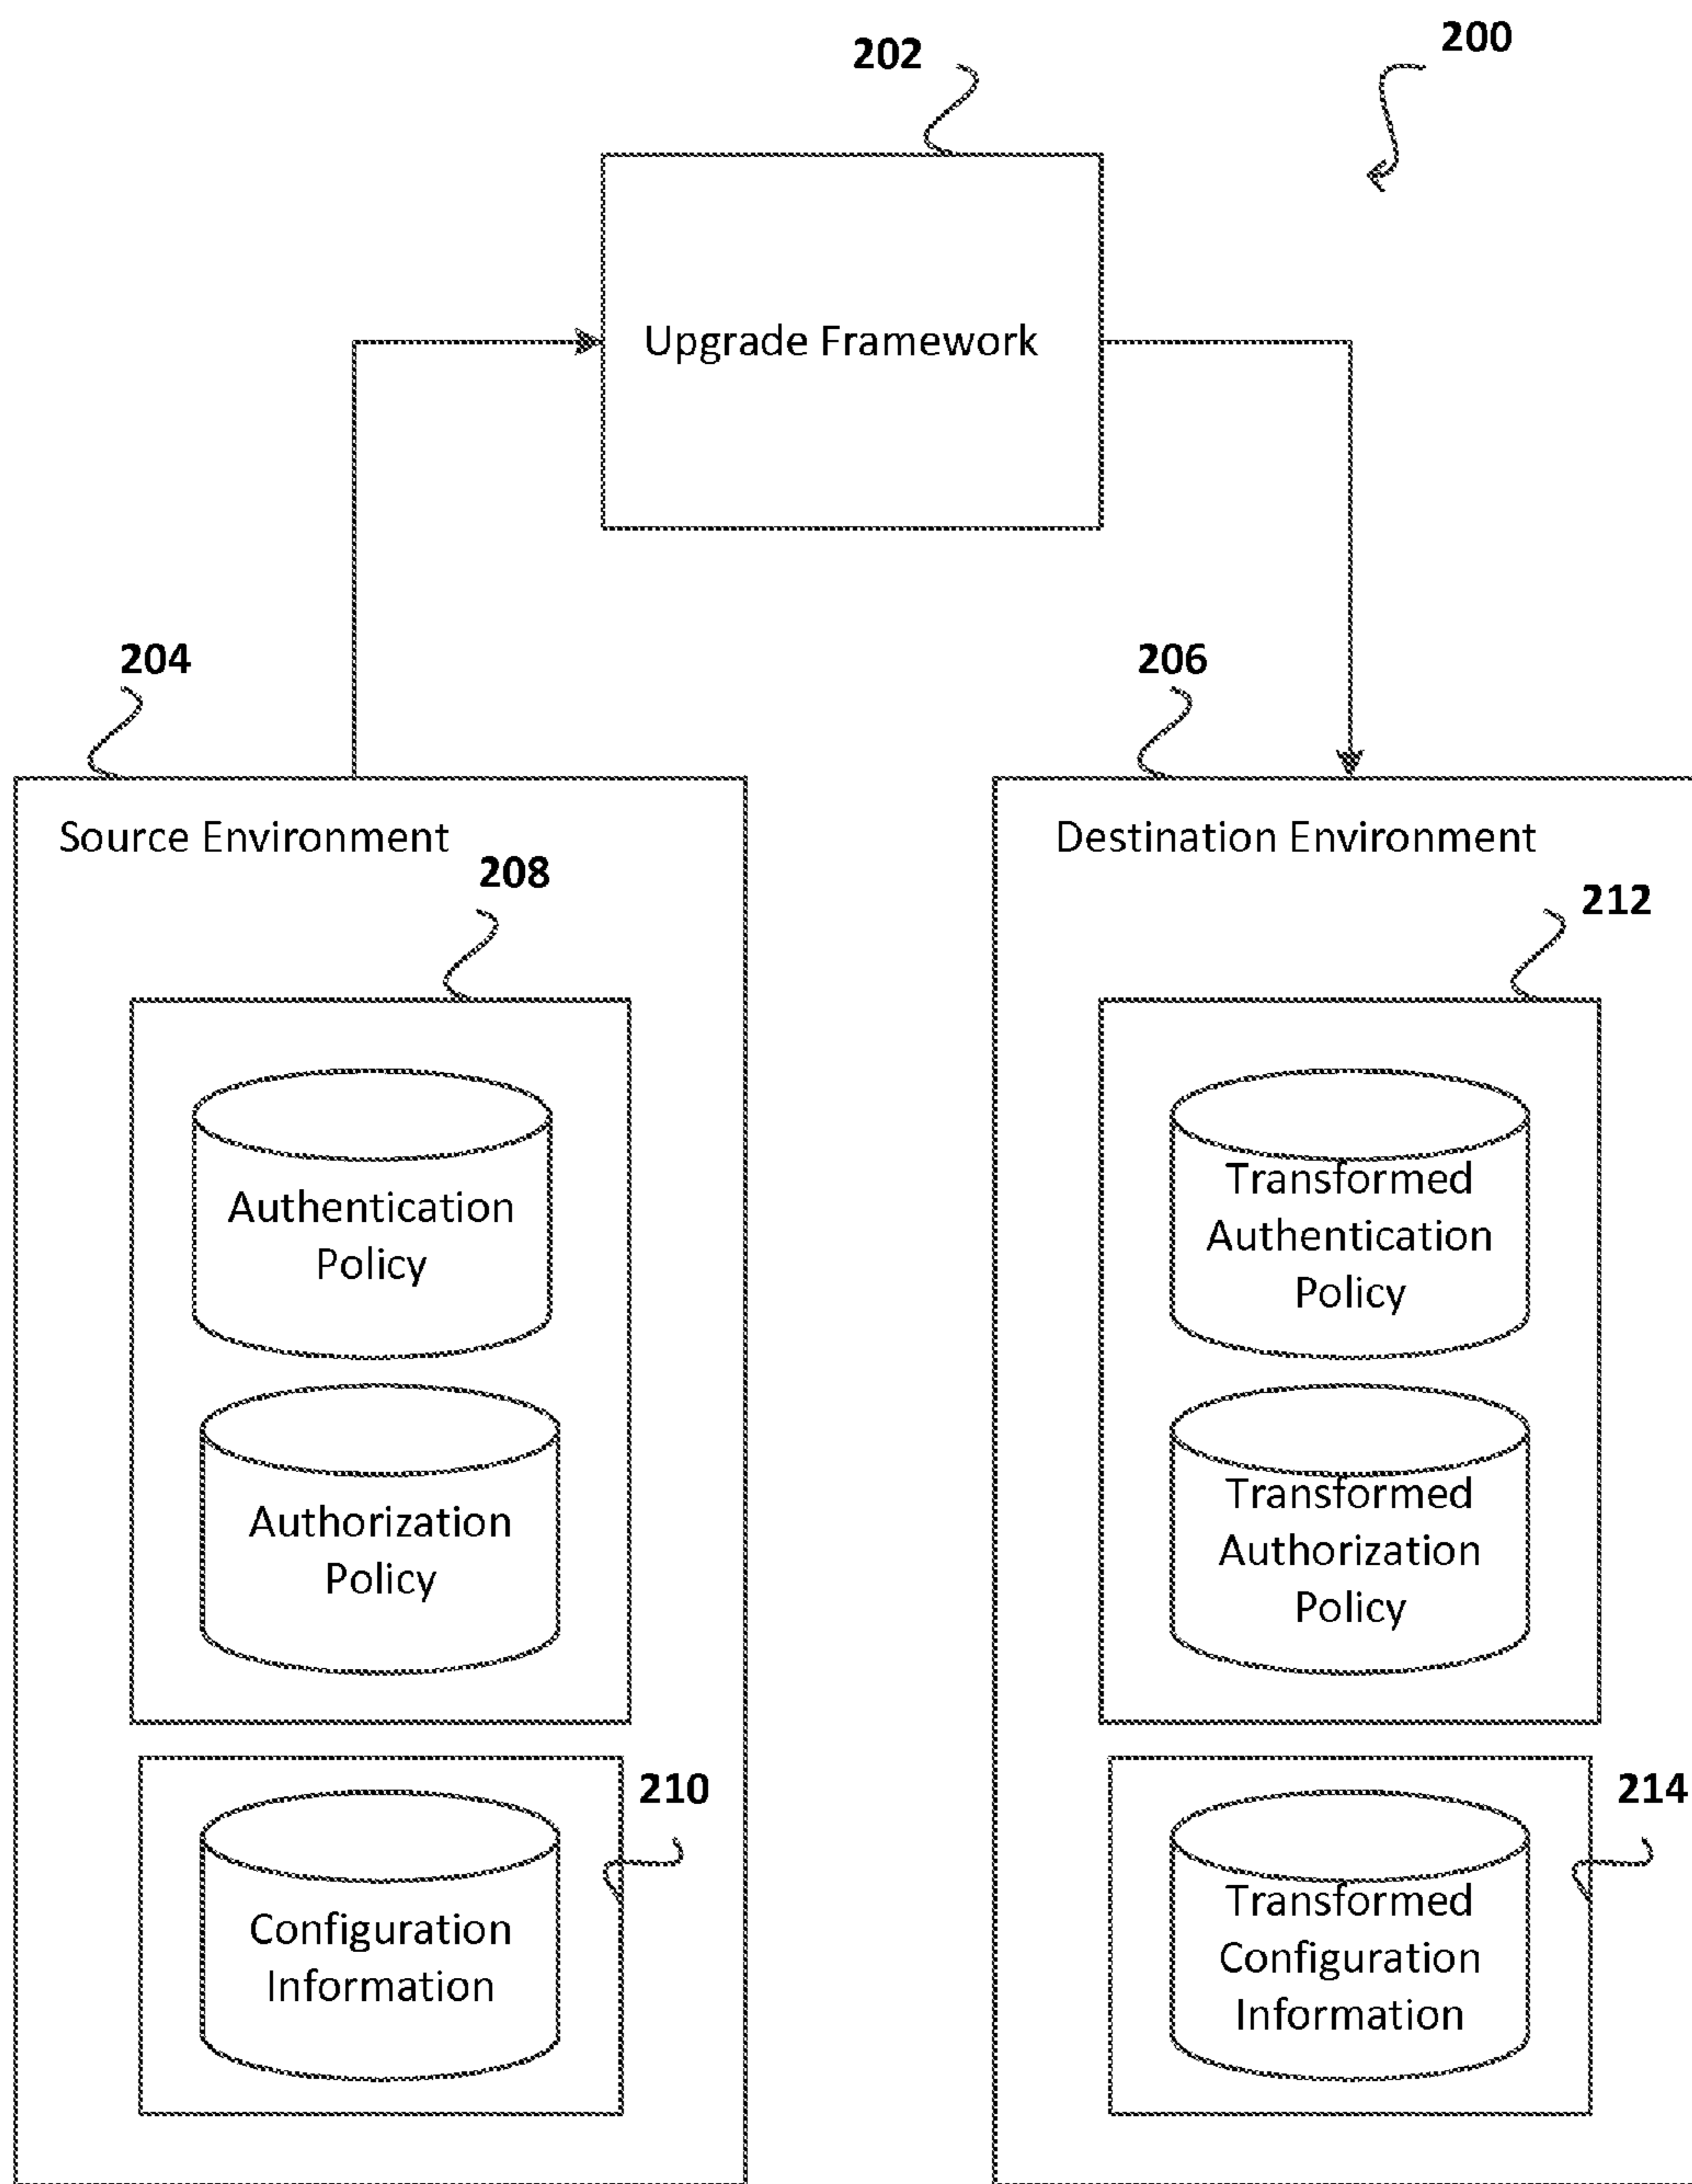 200
202
Upgrade Framework
204
206
Source Environment
208
Authentication
Policy
Authorization
Policy
210
Configuration
Information
Destination Environment
212
Transformed
Authentication
Policy
Transformed
Authorization
Policy
214
Transformed
Configuration
Information